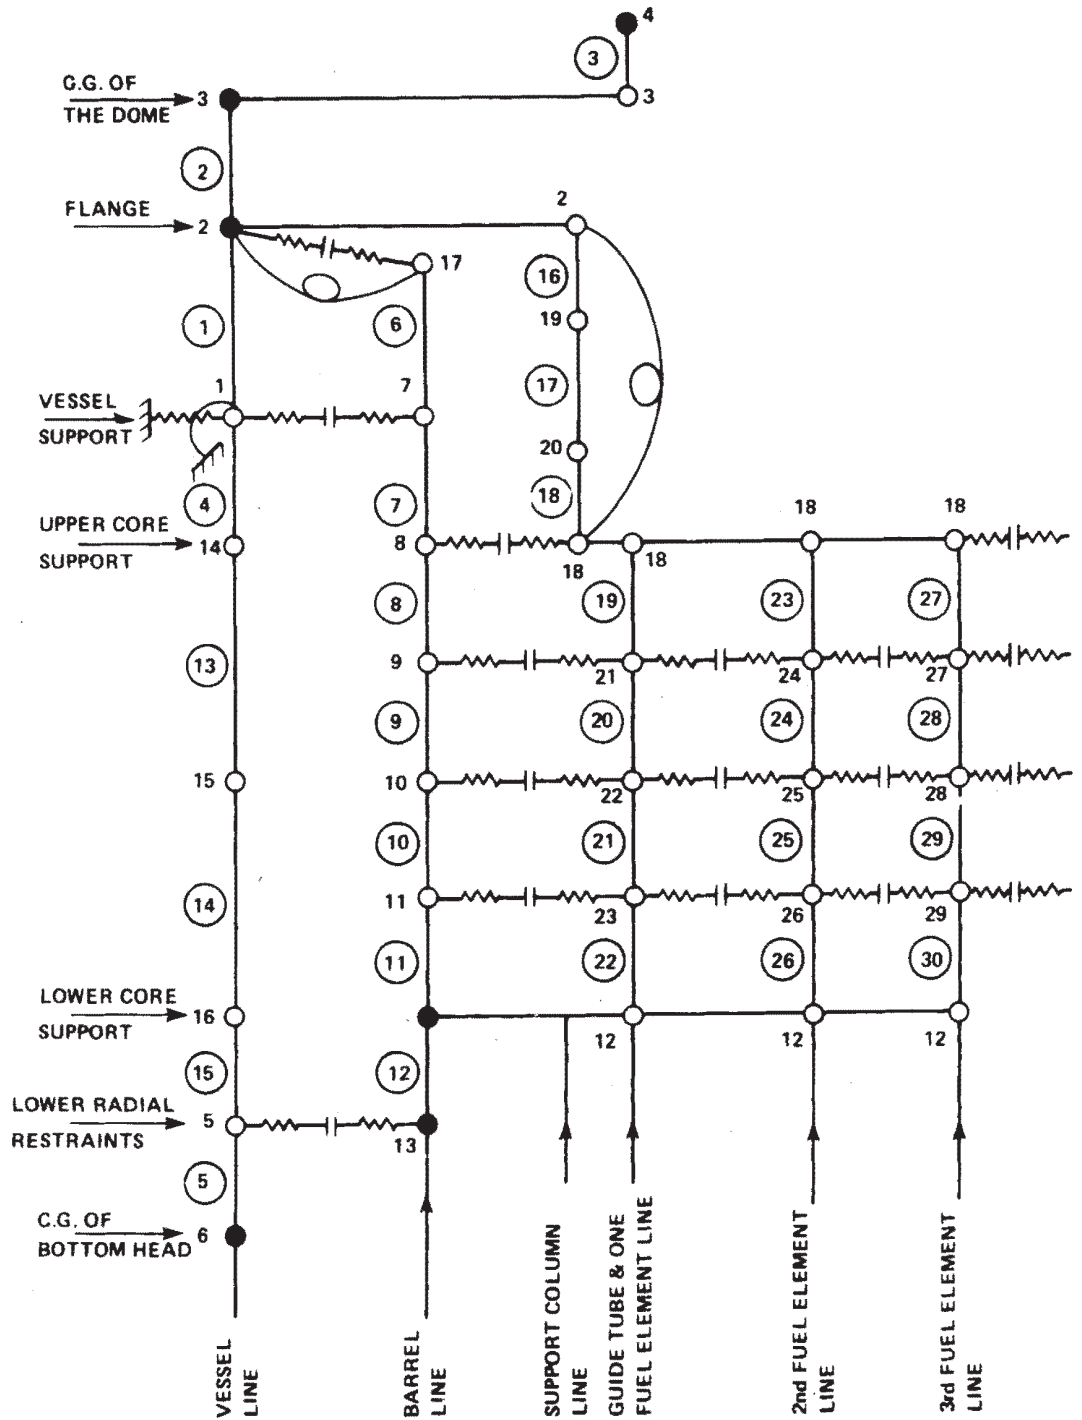 4
3
C.G. OF
THE DOME
3
3
2
FLANGE
2
2
17
16
1
6
19
VESSEL
SUPPORT
1
7
17
20
4
7
18
UPPER CORE
SUPPORT
14
8
18
18
18
18
8
19
23
27
13
9
21
24
27
9
20
24
28
15
10
22
25
28
10
21
25
29
14
11
23
26
29
11
22
26
30
LOWER CORE
SUPPORT
16
12
12
12
15
12
LOWER RADIAL
RESTRAINTS
5
13
5
C.G. OF
BOTTOM HEAD
6
VESSEL
LINE
BARREL
LINE
SUPPORT COLUMN
LINE
GUIDE TUBE & ONE
FUEL ELEMENT LINE
2nd FUEL ELEMENT
LINE
3rd FUEL ELEMENT
LINE